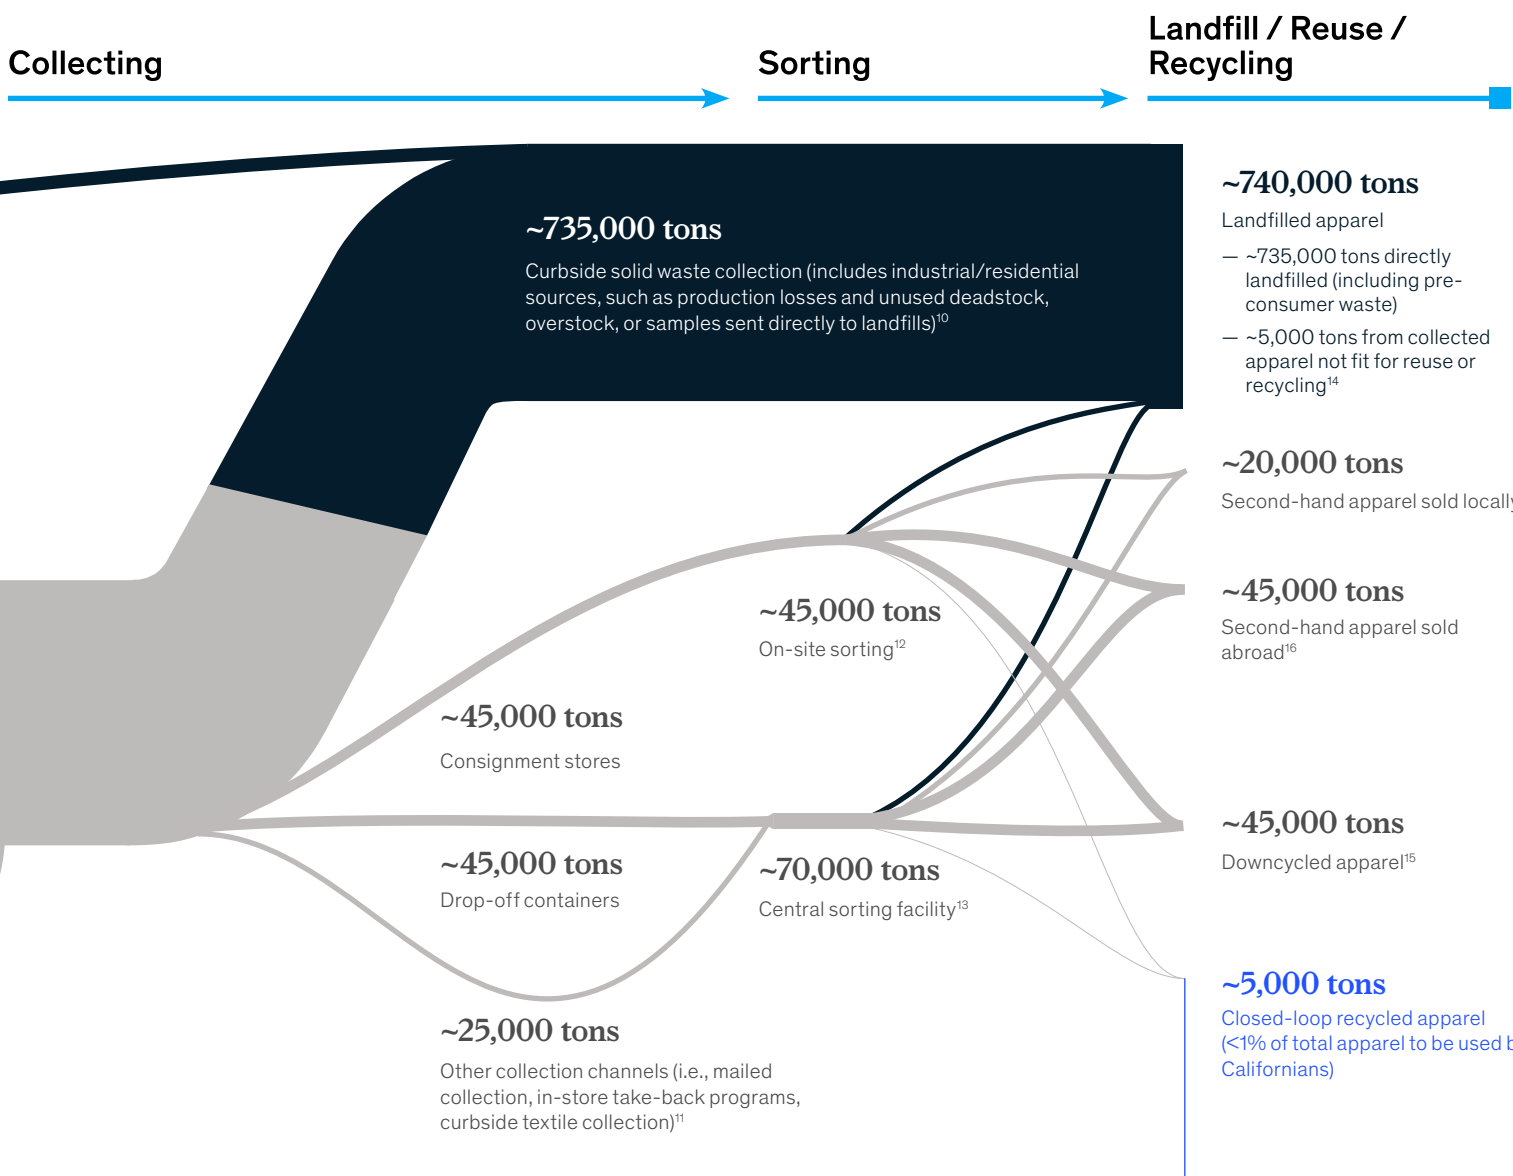 Collecting
Sorting
Landfill / Reuse /
Recycling
~735,000 tons
Curbside solid waste collection (includes industrial/residential
sources, such as production losses and unused deadstock,
overstock, or samples sent directly to landfills)10
~740,000 tons
Landfilled apparel
— ~735,000 tons directly
landfilled (including pre-
consumer waste)
— ~5,000 tons from collected
apparel not fit for reuse or
recycling14
~20,000 tons
Second-hand apparel sold locally
~45,000 tons
Second-hand apparel sold
abroad16
~45,000 tons
On-site sorting12
~45,000 tons
Consignment stores
~45,000 tons
Drop-off containers
~70,000 tons
Central sorting facility13
~45,000 tons
Downcycled apparel15
~25,000 tons
Other collection channels (i.e., mailed
collection, in-store take-back programs,
curbside textile collection)11
~5,000 tons
Closed-loop recycled apparel
(<1% of total apparel to be used
Californians)